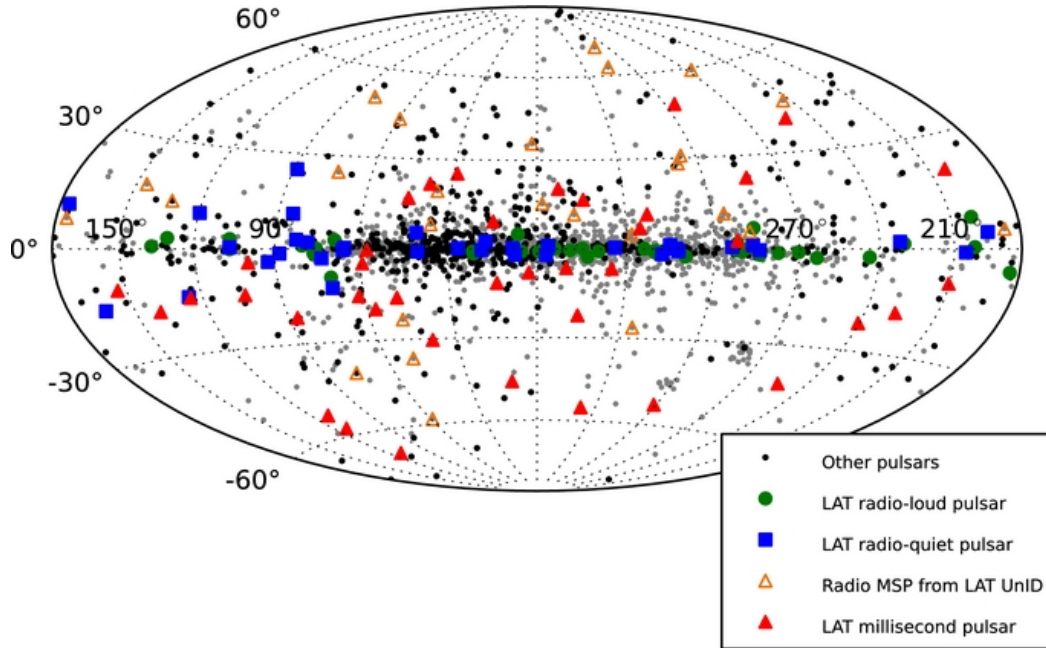 60°
30°
150° 90° 270° 210°
0°
-30°
-60°
Other pulsars
LAT radio-loud pulsar
LAT radio-quiet pulsar
Radio MSP from LAT UnID
LAT millisecond pulsar